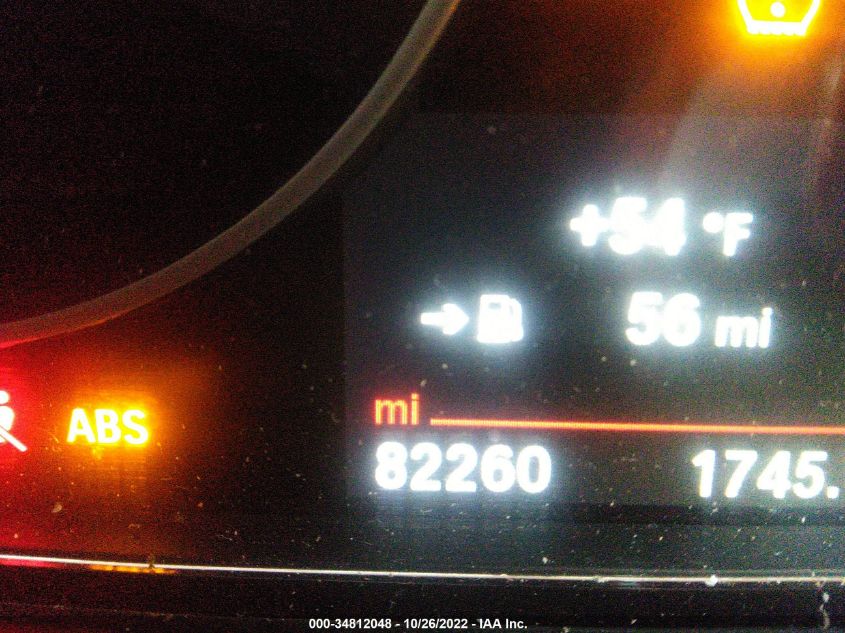 +54 °F
56 mi
ABS
mi
82260 1745.
000-34812048 - 10/26/2022 - IAA Inc.